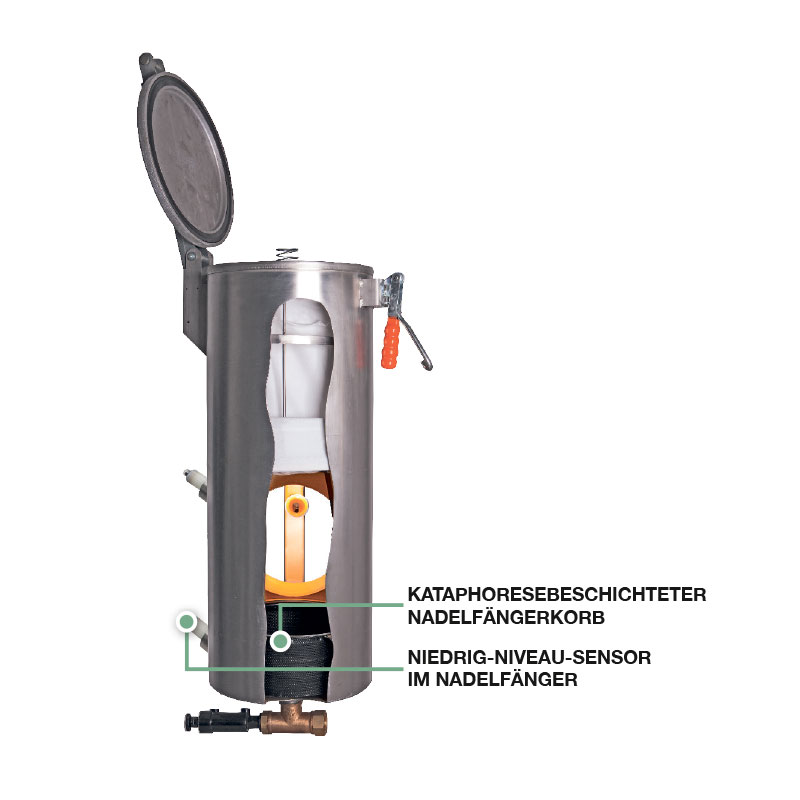 KATAPHORESEBESCHICHTETER
NADELFÄNGERKORB
NIEDRIG-NIVEAU-SENSOR
IM NADELFÄNGER